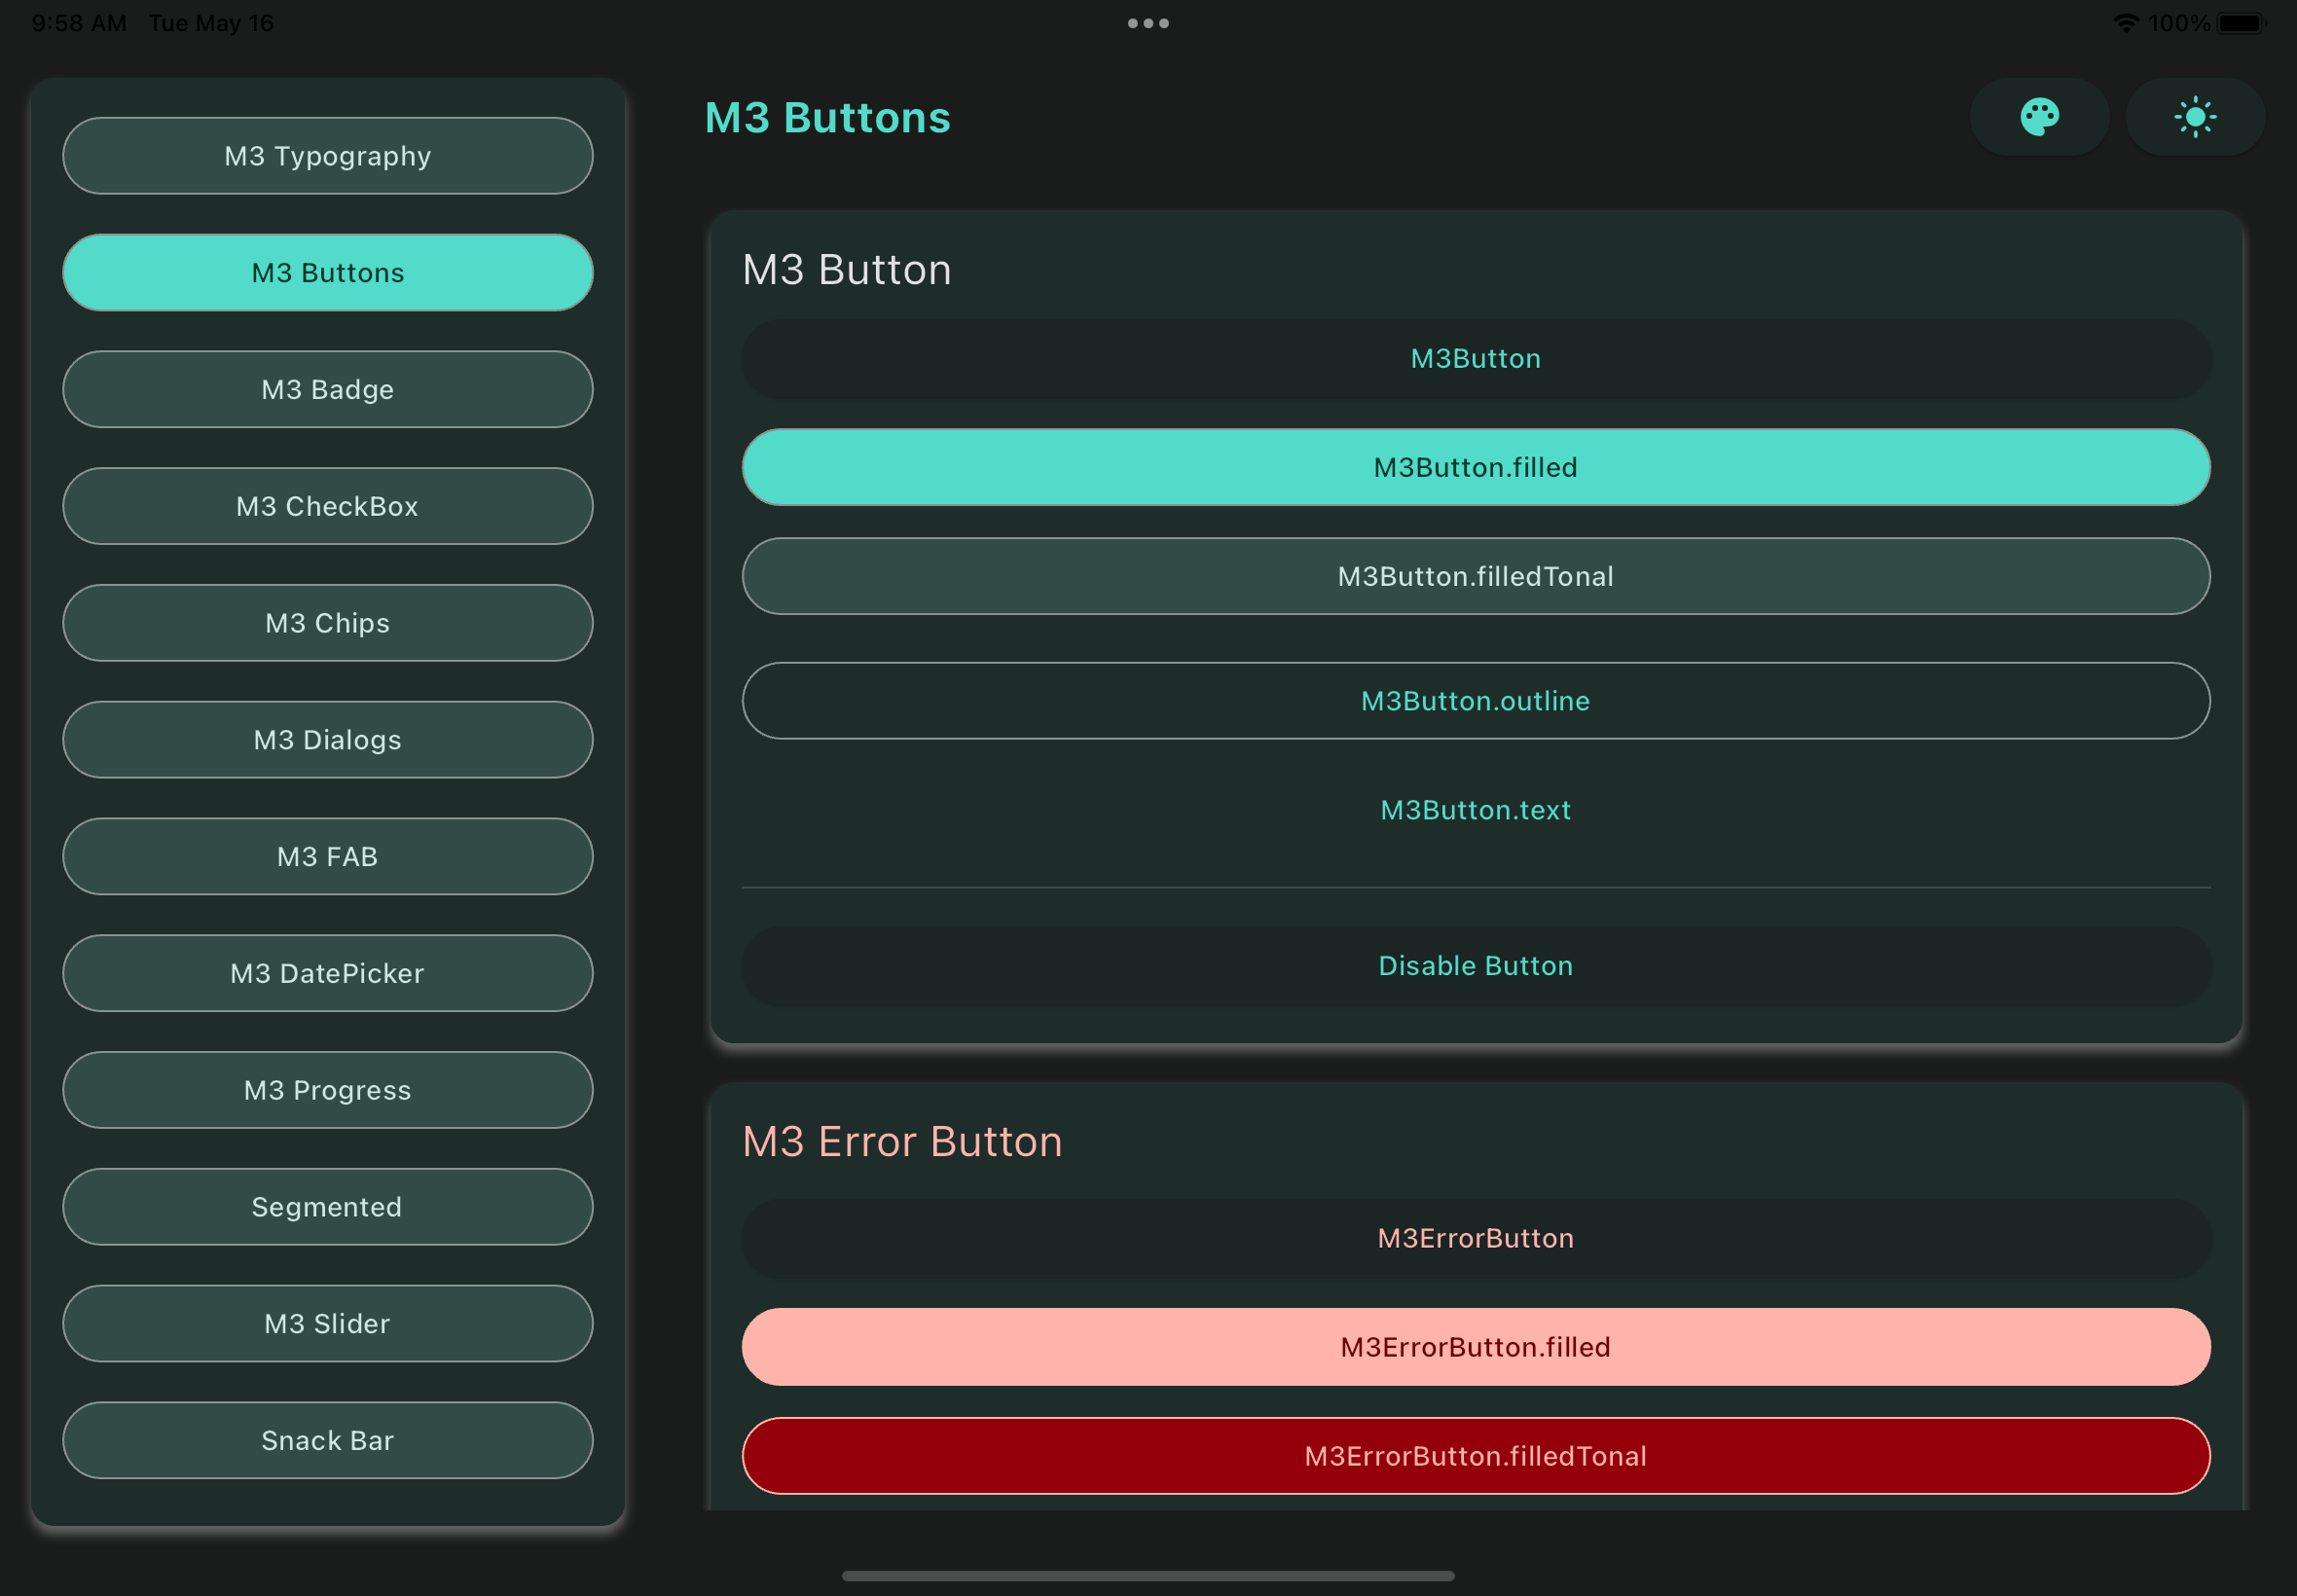 9:58 AM Tue May 16
100%
M3 Typography
M3 Buttons
M3 Badge
M3 CheckBox
M3 Chips
M3 Dialogs
M3 FAB
M3 DatePicker
M3 Progress
Segmented
M3 Slider
Snack Bar
M3 Buttons
M3 Button
M3Button
M3Button.filled
M3Button.filledTonal
M3Button.outline
M3Button.text
Disable Button
M3 Error Button
M3ErrorButton
M3ErrorButton.filled
M3ErrorButton.filledTonal